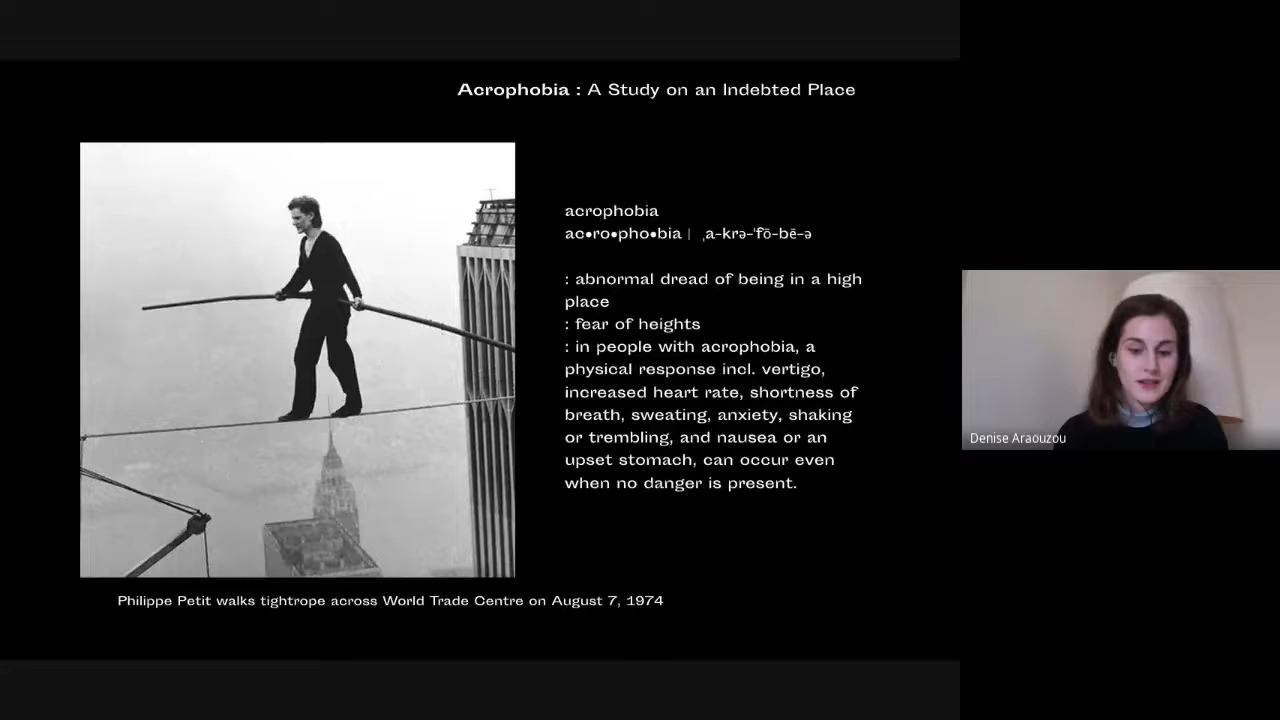 Acrophobia : A Study on an Indebted Place
acrophobia
ac•ro•pho•bia | ˌa-krə-ˈfō-bē-ə
: abnormal dread of being in a high
place
: fear of heights
: in people with acrophobia, a
physical response incl. vertigo,
increased heart rate, shortness of
breath, sweating, anxiety, shaking
or trembling, and nausea or an
upset stomach, can occur even
when no danger is present.
Philippe Petit walks tightrope across World Trade Centre on August 7, 1974
Denise Araouzou